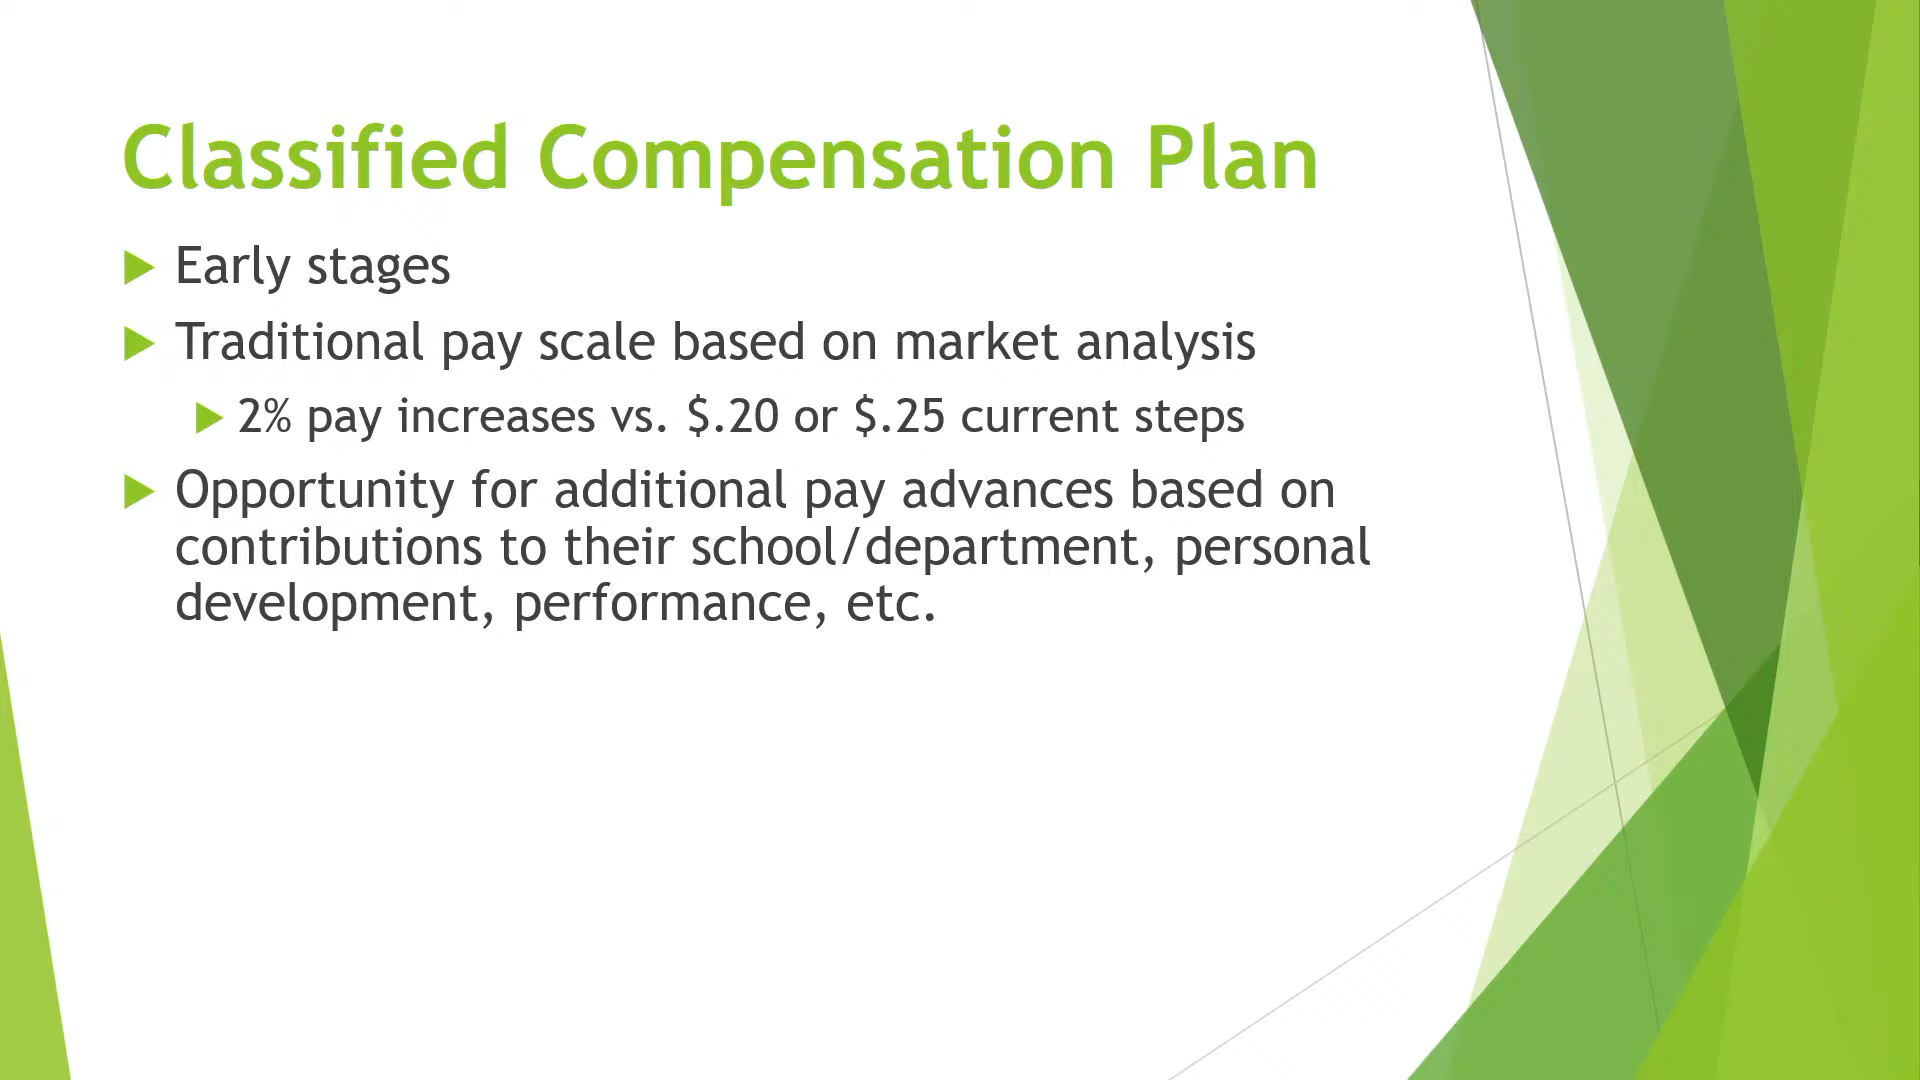 Classified Compensation Plan
Early stages
Traditional pay scale based on market analysis
2% pay increases vs. $.20 or $.25 current steps
Opportunity for additional pay advances based on
contributions to their school/department, personal
development, performance, etc.